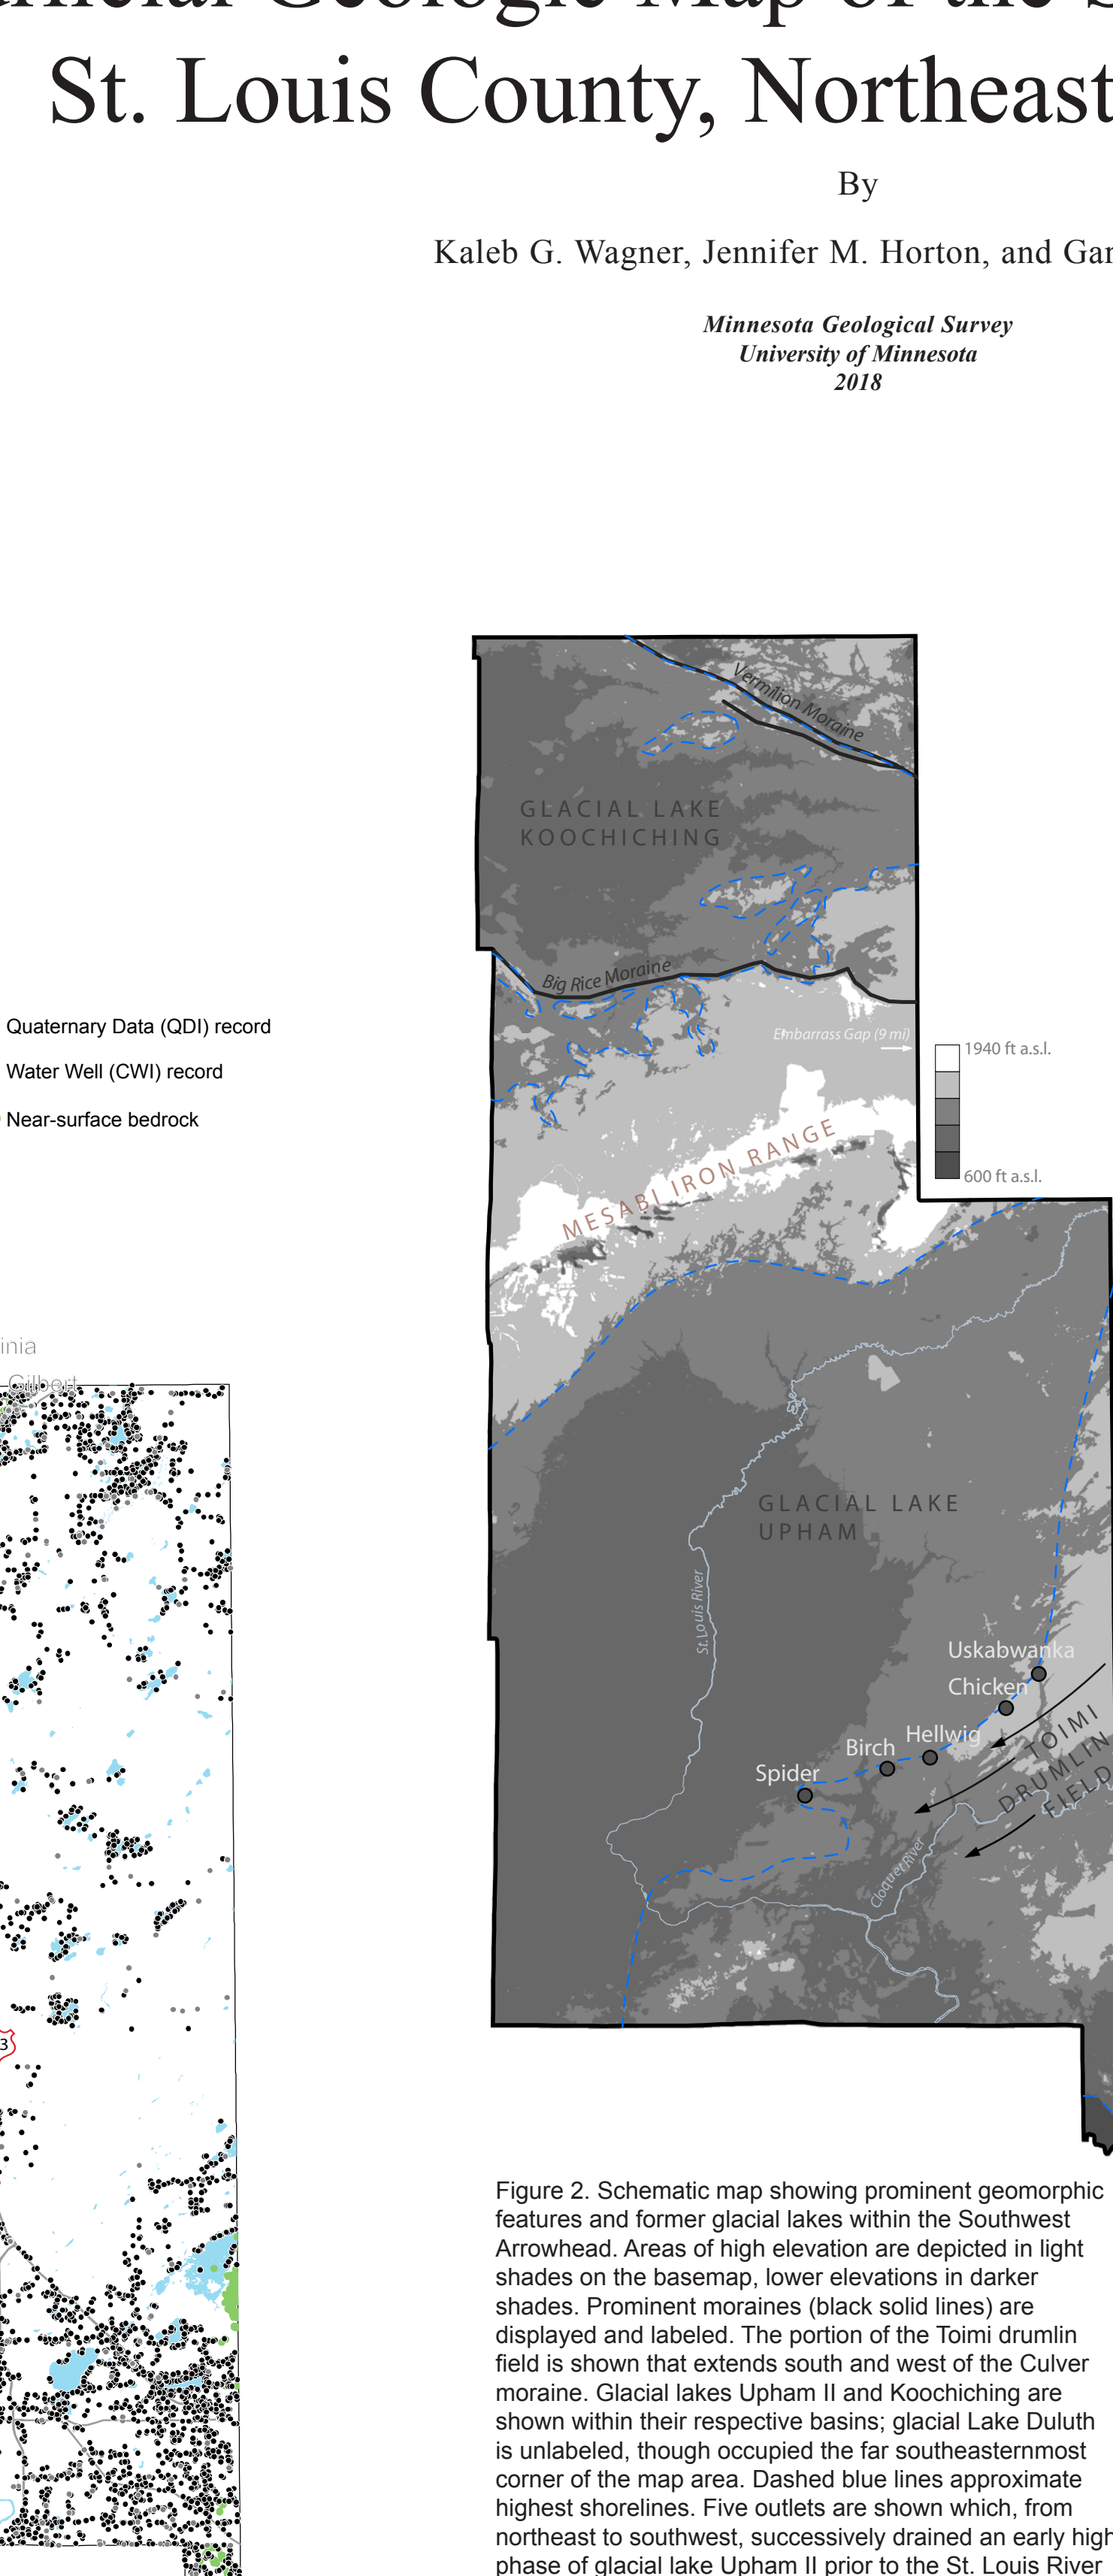 St. Louis County, Northeast
By
Kaleb G. Wagner, Jennifer M. Horton, and Gar
Minnesota Geological Survey
University of Minnesota
2018
Quaternary Data (QDI) record
Water Well (CWI) record
Near-surface bedrock
inia
Gilbert
3
Vermilion Moraine
GLACIAL LAKE
KOOCHICHING
Big Rice Moraine
Embarrass Gap (9 mi)
1940 ft a.s.l.
600 ft a.s.l.
MESABI IRON RANGE
GLACIAL LAKE
UPHAM
St. Louis River
Uskabwanka
Chicken
Hellwig
Birch
Spider
TOIMI
DRUMLIN
FIELD
Cloquet River
Figure 2. Schematic map showing prominent geomorphic
features and former glacial lakes within the Southwest
Arrowhead. Areas of high elevation are depicted in light
shades on the basemap, lower elevations in darker
shades. Prominent moraines (black solid lines) are
displayed and labeled. The portion of the Toimi drumlin
field is shown that extends south and west of the Culver
moraine. Glacial lakes Upham II and Koochiching are
shown within their respective basins; glacial Lake Duluth
is unlabeled, though occupied the far southeasternmost
corner of the map area. Dashed blue lines approximate
highest shorelines. Five outlets are shown which, from
northeast to southwest, successively drained an early high
phase of glacial lake Upham II prior to the St. Louis River